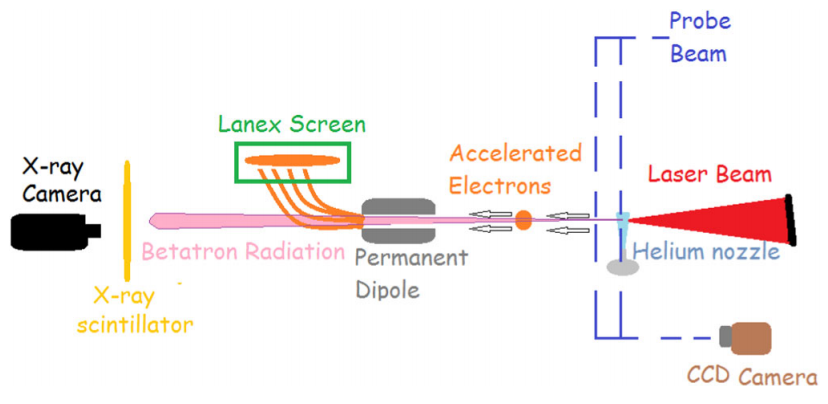 Probe
Beam
Lanex Screen
X-ray
Camera
Accelerated
Electrons
Laser Beam
Betatron Radiation
Permanent
Dipole
Helium nozzle
X-ray
scintillator
CCD Camera